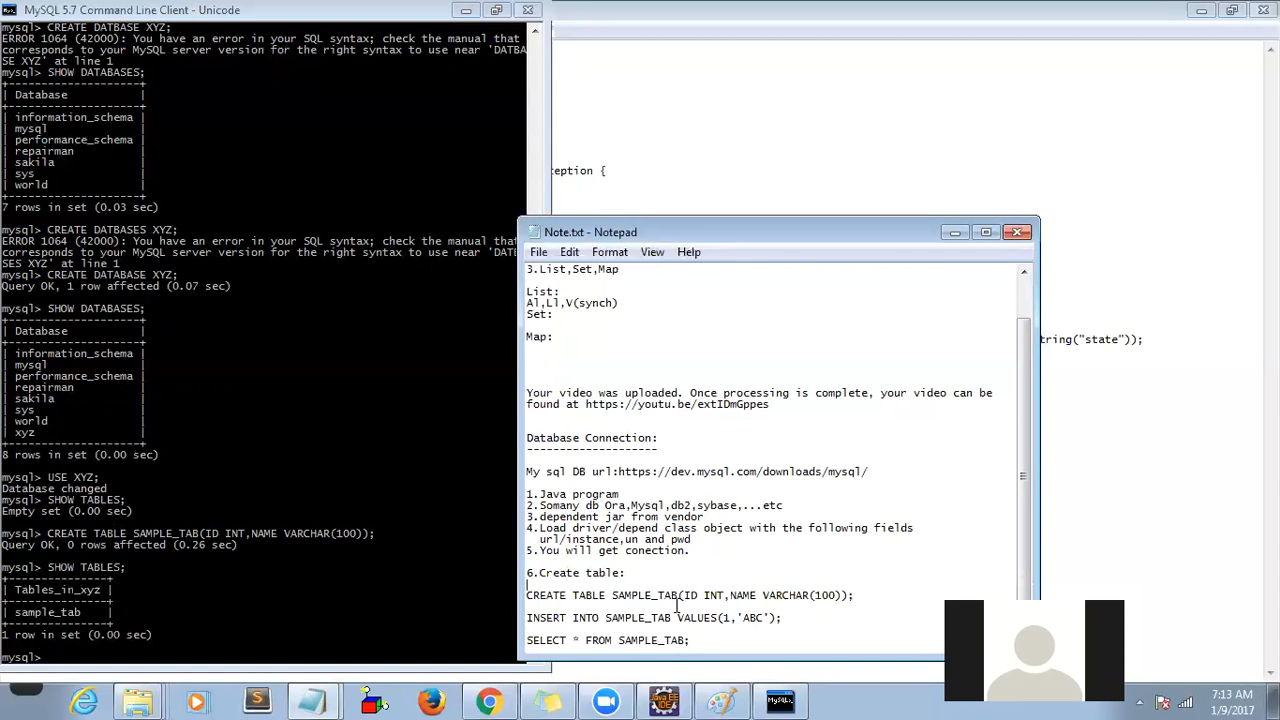 MySQL 5.7 Command Line Client - Unicode
mysql> CREATE DATBASE XYZ;
ERROR 1064 (42000): You have an error in your SQL syntax; check the manual that
corresponds to your MySQL server version for the right syntax to use near 'DATBA
SE XYZ' at line 1
mysql> SHOW DATABASES;
+--------------------+
| Database           |
+--------------------+
| information_schema |
| mysql              |
| performance_schema |
| repairman          |
| sakila             |
| sys                |
| world              |
+--------------------+
7 rows in set (0.03 sec)
mysql> CREATE DATBASES XYZ;
ERROR 1064 (42000): You have an error in your SQL syntax; check the manual that
corresponds to your MySQL server version for the right syntax to use near 'DATB
SES XYZ' at line 1
mysql> CREATE DATABASE XYZ;
Query OK, 1 row affected (0.07 sec)
mysql> SHOW DATABASES;
+--------------------+
| Database           |
+--------------------+
| information_schema |
| mysql              |
| performance_schema |
| repairman          |
| sakila             |
| sys                |
| world              |
| xyz                |
+--------------------+
8 rows in set (0.00 sec)
mysql> USE XYZ;
Database changed
mysql> SHOW TABLES;
Empty set (0.00 sec)
mysql> CREATE TABLE SAMPLE_TAB(ID INT,NAME VARCHAR(100));
Query OK, 0 rows affected (0.26 sec)
mysql> SHOW TABLES;
+---------------+
| Tables_in_xyz |
+---------------+
| sample_tab    |
+---------------+
1 row in set (0.00 sec)
mysql>
ception {
tring("state"));
Note.txt - Notepad
File Edit Format View Help
3.List,Set,Map
List:
Al,Ll,V(synch)
Set:
Map:
Your video was uploaded. Once processing is complete, your video can be
found at https://youtu.be/extIDmGppes
Database Connection:
--------------------
My sql DB url:https://dev.mysql.com/downloads/mysql/
1.Java program
2.Somany db Ora,Mysql,db2,sybase,...etc
3.dependent jar from vendor
4.Load driver/depend class object with the following fields
url/instance,un and pwd
5.You will get conection.
6.Create table:
CREATE TABLE SAMPLE_TAB(ID INT,NAME VARCHAR(100));
INSERT INTO SAMPLE_TAB VALUES(1,'ABC');
SELECT * FROM SAMPLE_TAB;
7:13 AM
1/9/2017